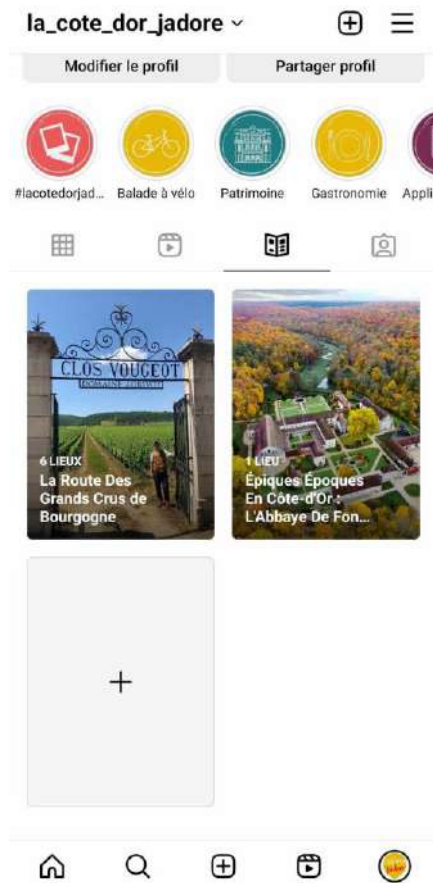 la_cote_dor_jadore
Modifier le profil
Partager profil
#lacotedorjad...
Balade à vélo
Patrimoine
Gastronomie
Appli
CLOS VOUGEOT
6 LIEUX
La Route Des
Grands Crus de
Bourgogne
1 LIEU
Épiques Époques
En Côte-d'Or :
L'Abbaye De Fon...